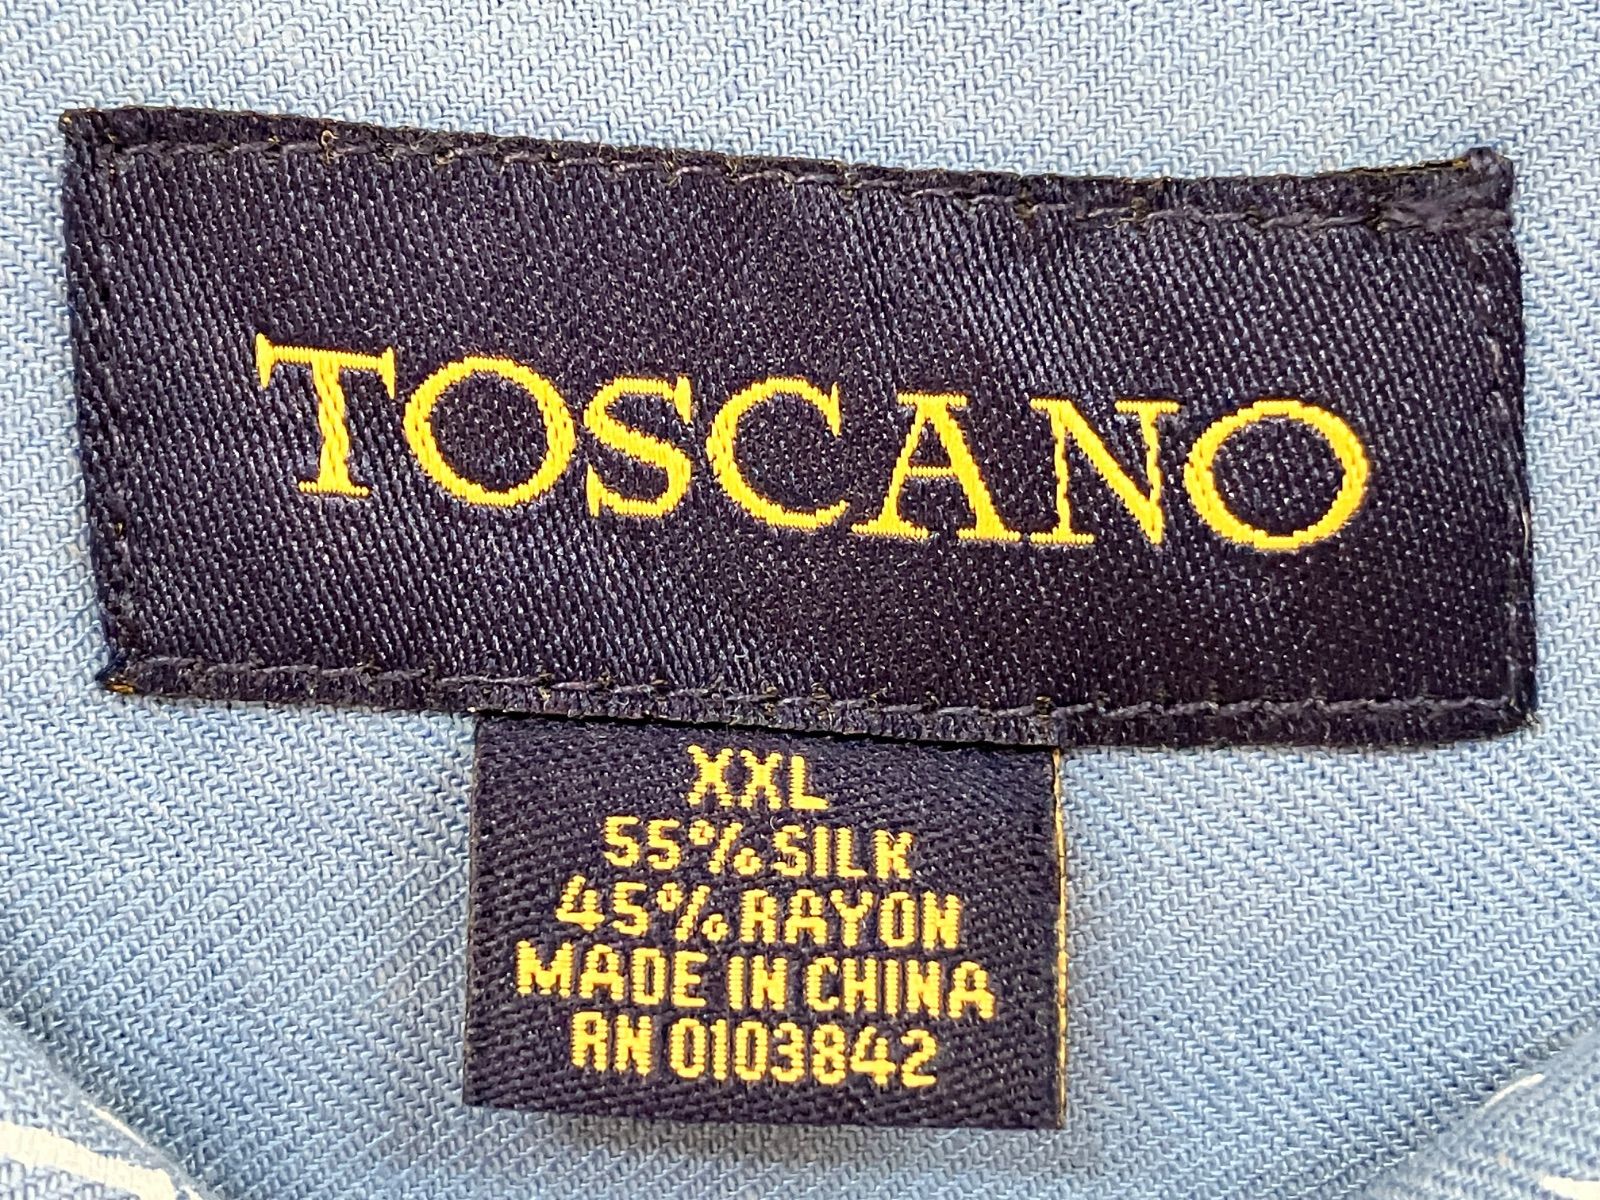 TOSCANO
XXL
55% SILK
45% RAYON
MADE IN CHINA
RN 0103842